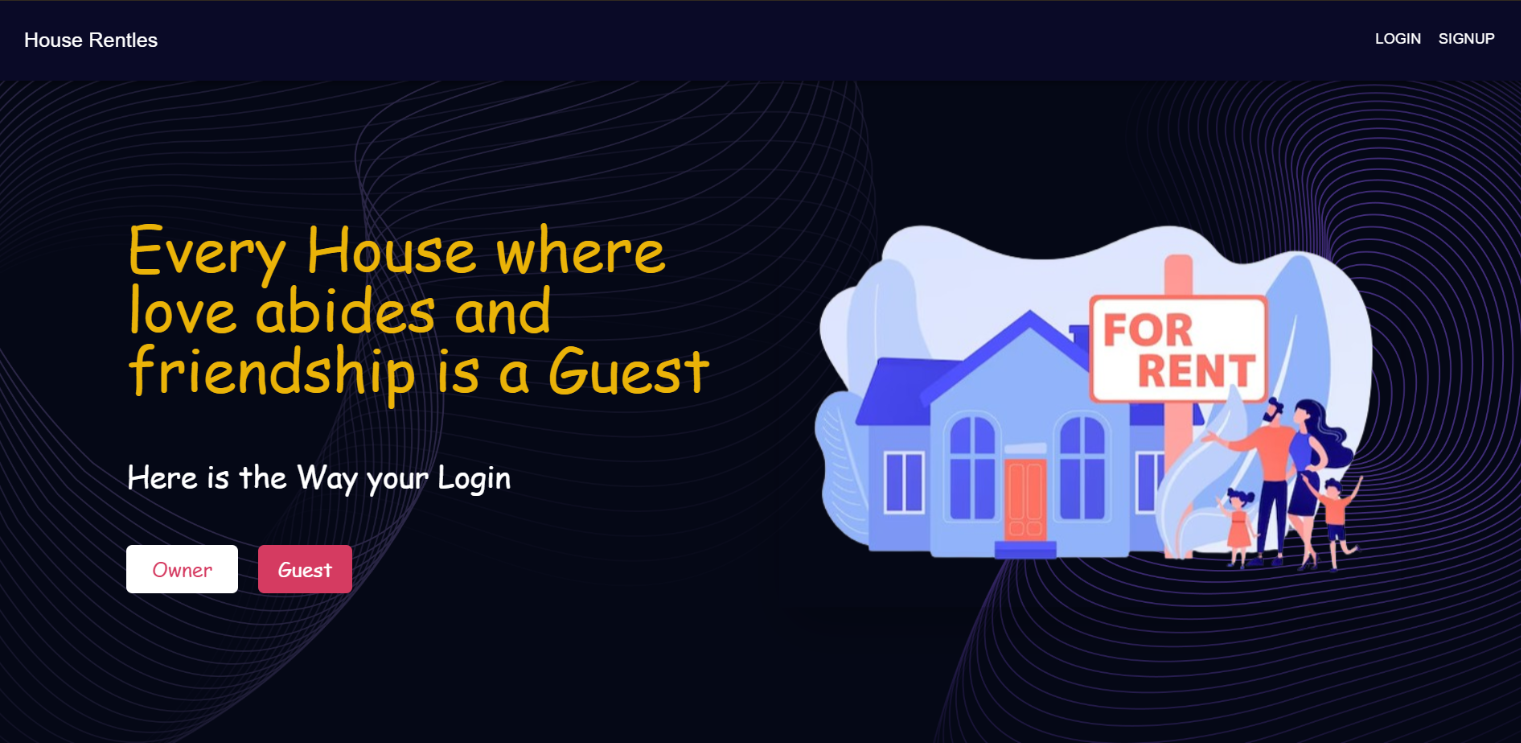 House Rentles
LOGIN SIGNUP
Every House where
love abides and
friendship is a Guest
Here is the Way your Login
Owner Guest
FOR
RENT